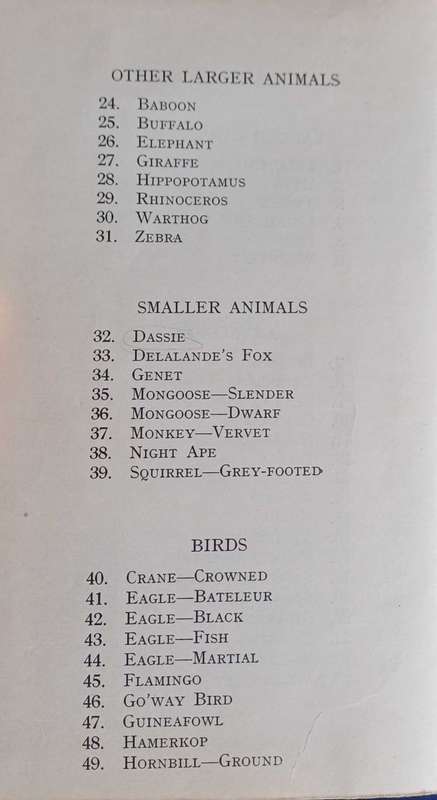 OTHER LARGER ANIMALS
24. BABOON
25. BUFFALO
26. ELEPHANT
27. GIRAFFE
28. HIPPOPOTAMUS
29. RHINOCEROS
30. WARTHOG
31. ZEBRA
SMALLER ANIMALS
32. DASSIE
33. DELALANDE'S FOX
34. GENET
35. MONGOOSE—SLENDER
36. MONGOOSE—DWARF
37. MONKEY—VERVET
38. NIGHT APE
39. SQUIRREL—GREY-FOOTED
BIRDS
40. CRANE—CROWNED
41. EAGLE—BATELEUR
42. EAGLE—BLACK
43. EAGLE—FISH
44. EAGLE—MARTIAL
45. FLAMINGO
46. GO'WAY BIRD
47. GUINEAFOWL
48. HAMERKOP
49. HORNBILL—GROUND